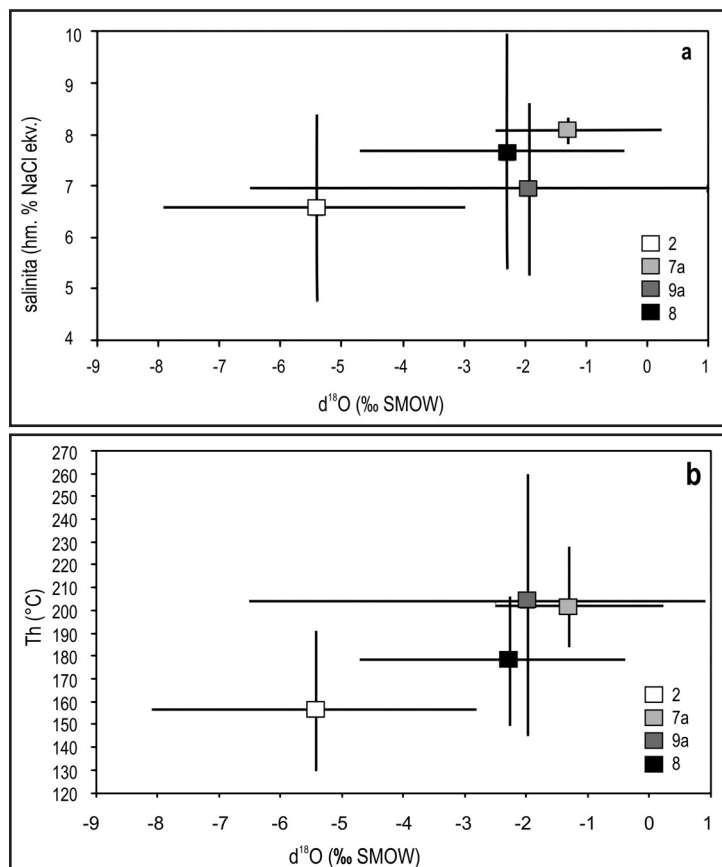 a
salinita (hm. % NaCl ekv.)
10
9
8
7
6
5
4
2
7a
9a
8
-9 -8 -7 -6 -5 -4 -3 -2 -1 0 1
d¹⁸O (‰ SMOW)
b
Th (°C)
270
260
250
240
230
220
210
200
190
180
170
160
150
140
130
120
2
7a
9a
8
-9 -8 -7 -6 -5 -4 -3 -2 -1 0 1
d¹⁸O (‰ SMOW)